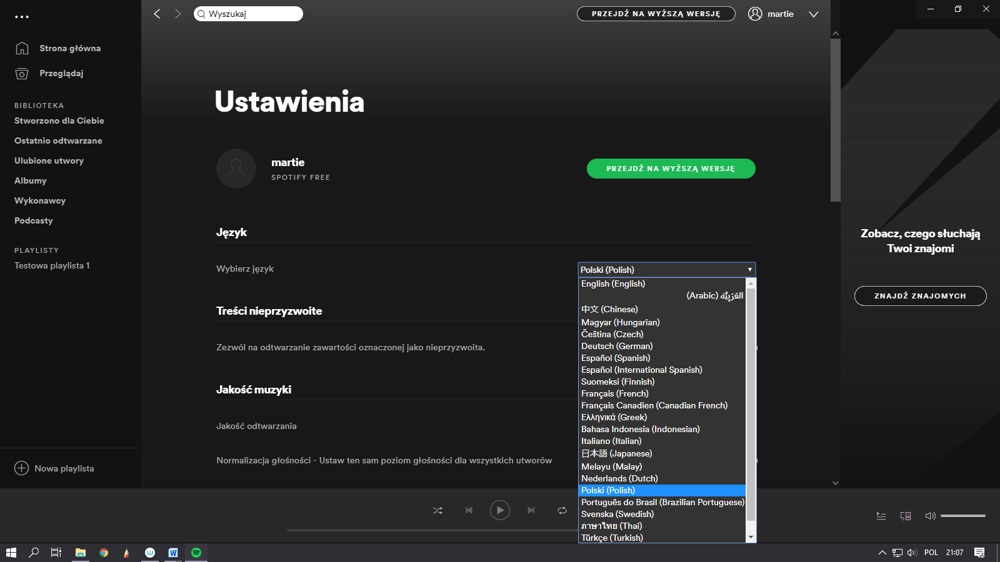 Wyszukaj
PRZEJDŹ NA WYŻSZĄ WERSJĘ
martie
Strona główna
Przeglądaj
BIBLIOTEKA
Stworzono dla Ciebie
Ostatnio odtwarzane
Ulubione utwory
Albumy
Wykonawcy
Podcasty
PLAYLISTY
Testowa playlista 1
Nowa playlista
Ustawienia
martie
SPOTIFY FREE
PRZEJDŹ NA WYŻSZĄ WERSJĘ
Język
Wybierz język
Polski (Polish)
English (English)
العَرَبِيَّة (Arabic)
中文 (Chinese)
Magyar (Hungarian)
Čeština (Czech)
Deutsch (German)
Español (Spanish)
Español (International Spanish)
Suomeksi (Finnish)
Français (French)
Français Canadien (Canadian French)
Ελληνικά (Greek)
Bahasa Indonesia (Indonesian)
Italiano (Italian)
日本語 (Japanese)
Melayu (Malay)
Nederlands (Dutch)
Polski (Polish)
Português do Brasil (Brazilian Portuguese)
Svenska (Swedish)
ภาษาไทย (Thai)
Türkçe (Turkish)
Treści nieprzyzwoite
Zezwól na odtwarzanie zawartości oznaczonej jako nieprzyzwoita.
Jakość muzyki
Jakość odtwarzania
Normalizacja głośności - Ustaw ten sam poziom głośności dla wszystkich utworów
Zobacz, czego słuchają
Twoi znajomi
ZNAJDŹ ZNAJOMYCH
POL
21:07